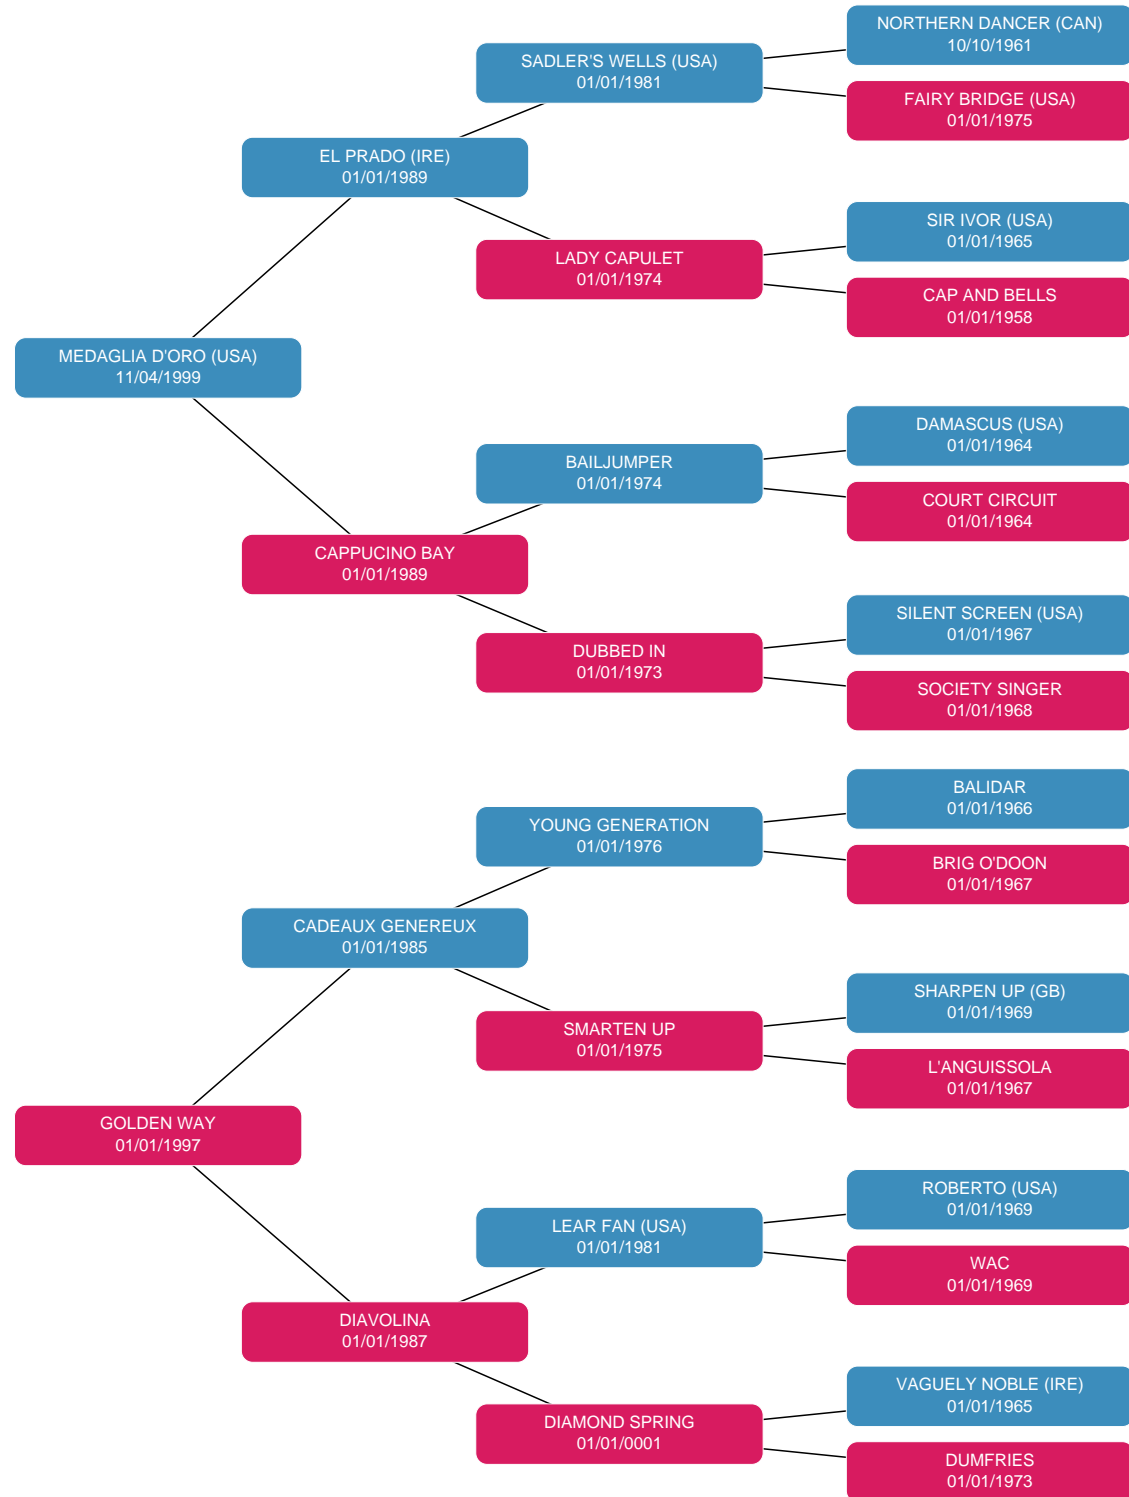 NORTHERN DANCER (CAN)
10/10/1961
SADLER'S WELLS (USA)
01/01/1981
FAIRY BRIDGE (USA)
01/01/1975
EL PRADO (IRE)
01/01/1989
SIR IVOR (USA)
01/01/1965
LADY CAPULET
01/01/1974
CAP AND BELLS
01/01/1958
MEDAGLIA D'ORO (USA)
11/04/1999
DAMASCUS (USA)
01/01/1964
BAILJUMPER
01/01/1974
COURT CIRCUIT
01/01/1964
CAPPUCINO BAY
01/01/1989
SILENT SCREEN (USA)
01/01/1967
DUBBED IN
01/01/1973
SOCIETY SINGER
01/01/1968
BALIDAR
01/01/1966
YOUNG GENERATION
01/01/1976
BRIG O'DOON
01/01/1967
CADEAUX GENEREUX
01/01/1985
SHARPEN UP (GB)
01/01/1969
SMARTEN UP
01/01/1975
L'ANGUISSOLA
01/01/1967
GOLDEN WAY
01/01/1997
ROBERTO (USA)
01/01/1969
LEAR FAN (USA)
01/01/1981
WAC
01/01/1969
DIAVOLINA
01/01/1987
VAGUELY NOBLE (IRE)
01/01/1965
DIAMOND SPRING
01/01/0001
DUMFRIES
01/01/1973